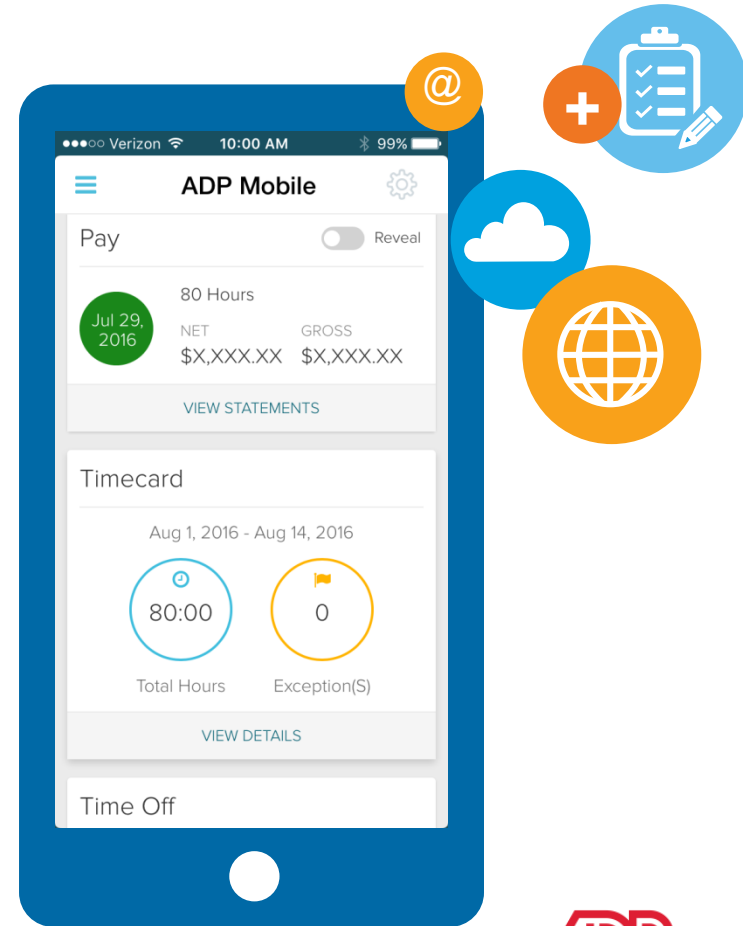 @
●●●○○ Verizon 10:00 AM 99%
ADP Mobile
Pay Reveal
Jul 29, 2016
80 Hours
NET GROSS
$X,XXX.XX $X,XXX.XX
VIEW STATEMENTS
Timecard
Aug 1, 2016 - Aug 14, 2016
80:00 0
Total Hours Exception(S)
VIEW DETAILS
Time Off
ADP